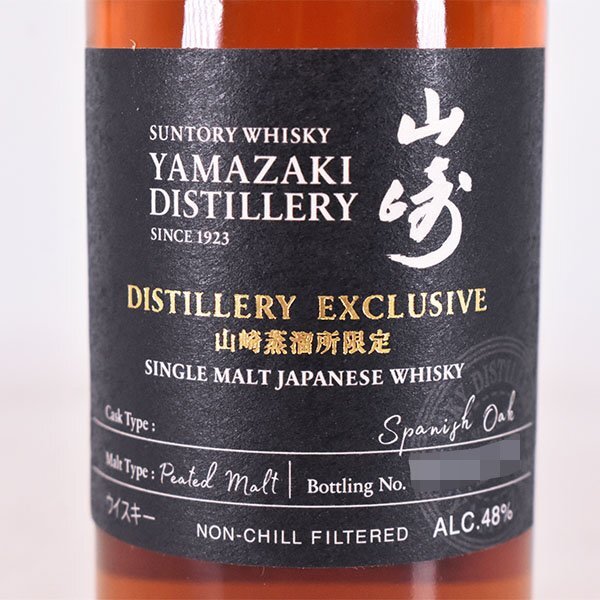 SUNTORY WHISKY
YAMAZAKI
DISTILLERY
SINCE 1923
山崎
DISTILLERY EXCLUSIVE
山崎蒸溜所限定
SINGLE MALT JAPANESE WHISKY
Cask Type : Spanish Oak
Malt Type : Peated Malt | Bottling No.
ウイスキー NON-CHILL FILTERED ALC.48%